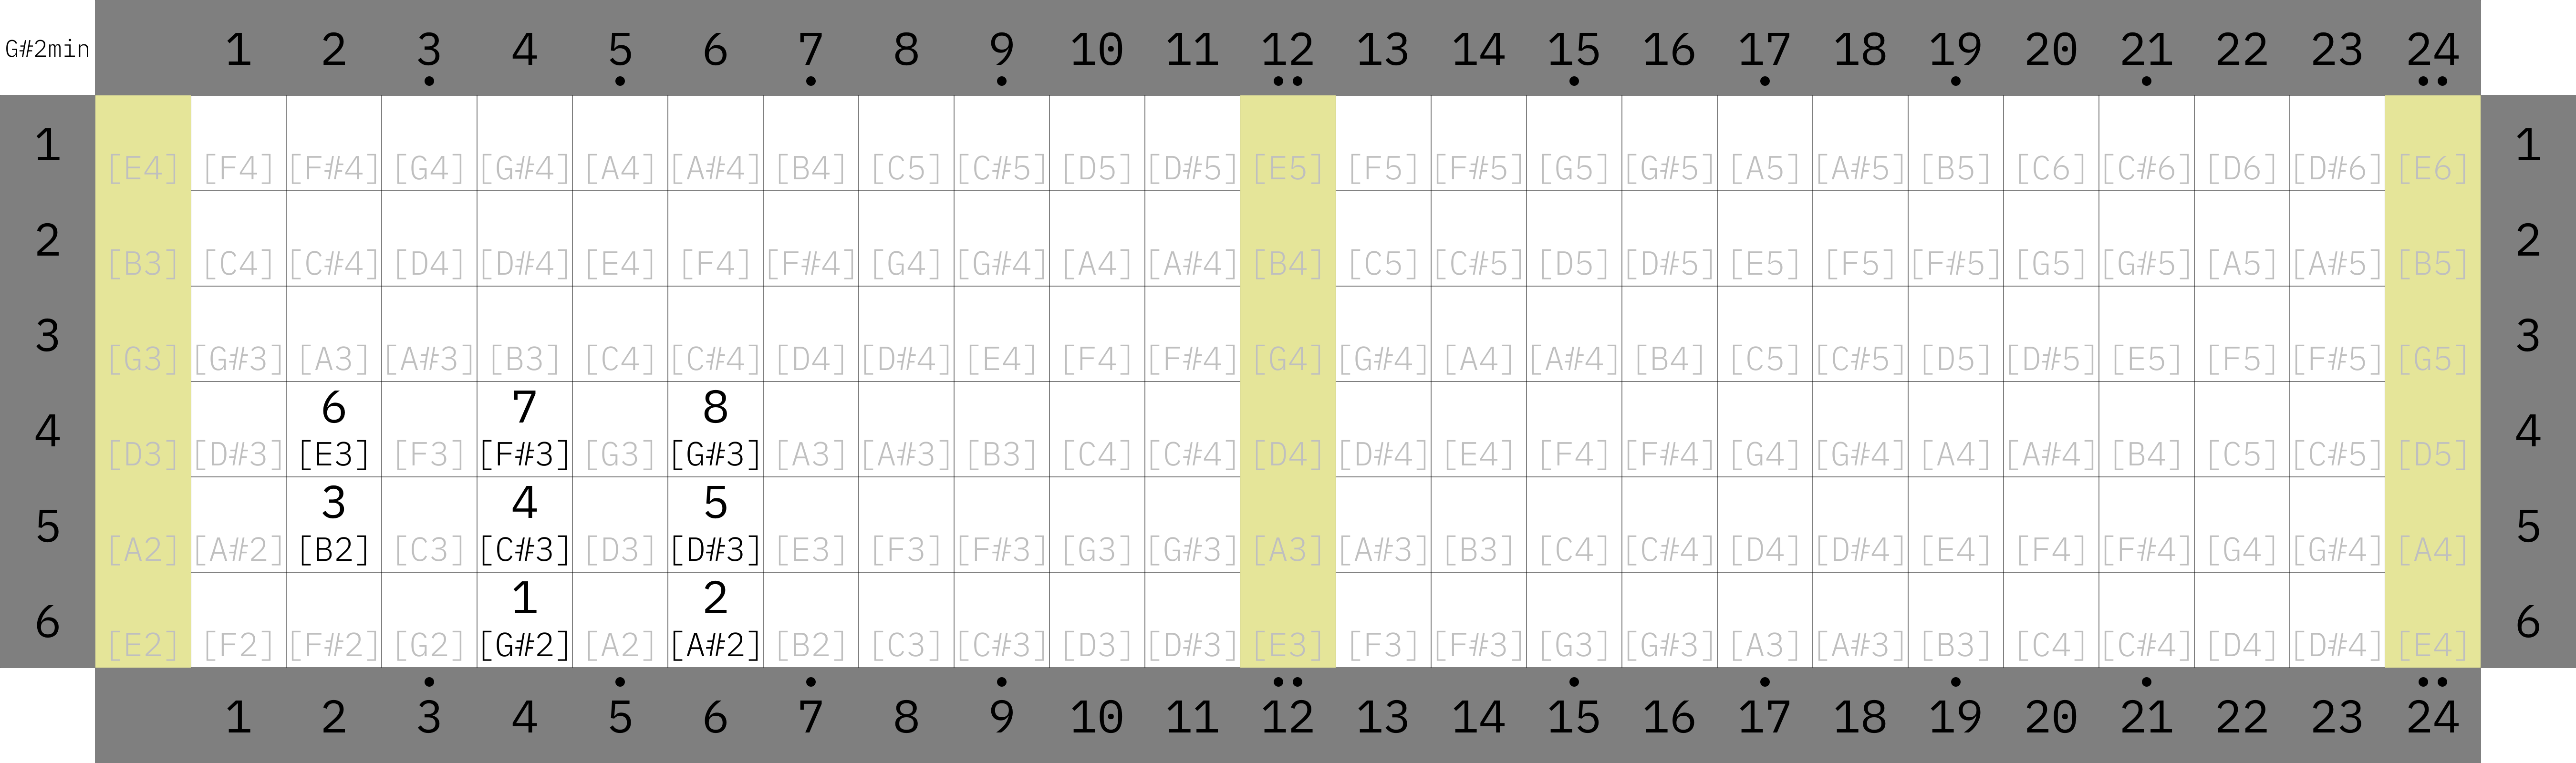 G#2min 1 2 3 4 5 6 7 8 9 10 11 12 13 14 15 16 17 18 19 20 21 22 23 24
1 [E4] [F4] [F#4] [G4] [G#4] [A4] [A#4] [B4] [C5] [C#5] [D5] [D#5] [E5] [F5] [F#5] [G5] [G#5] [A5] [A#5] [B5] [C6] [C#6] [D6] [D#6] [E6] 1
2 [B3] [C4] [C#4] [D4] [D#4] [E4] [F4] [F#4] [G4] [G#4] [A4] [A#4] [B4] [C5] [C#5] [D5] [D#5] [E5] [F5] [F#5] [G5] [G#5] [A5] [A#5] [B5] 2
3 [G3] [G#3] [A3] [A#3] [B3] [C4] [C#4] [D4] [D#4] [E4] [F4] [F#4] [G4] [G#4] [A4] [A#4] [B4] [C5] [C#5] [D5] [D#5] [E5] [F5] [F#5] [G5] 3
6 7 8
4 [D3] [D#3] [E3] [F3] [F#3] [G3] [G#3] [A3] [A#3] [B3] [C4] [C#4] [D4] [D#4] [E4] [F4] [F#4] [G4] [G#4] [A4] [A#4] [B4] [C5] [C#5] [D5] 4
3 4 5
5 [A2] [A#2] [B2] [C3] [C#3] [D3] [D#3] [E3] [F3] [F#3] [G3] [G#3] [A3] [A#3] [B3] [C4] [C#4] [D4] [D#4] [E4] [F4] [F#4] [G4] [G#4] [A4] 5
1 2
6 [E2] [F2] [F#2] [G2] [G#2] [A2] [A#2] [B2] [C3] [C#3] [D3] [D#3] [E3] [F3] [F#3] [G3] [G#3] [A3] [A#3] [B3] [C4] [C#4] [D4] [D#4] [E4] 6
1 2 3 4 5 6 7 8 9 10 11 12 13 14 15 16 17 18 19 20 21 22 23 24